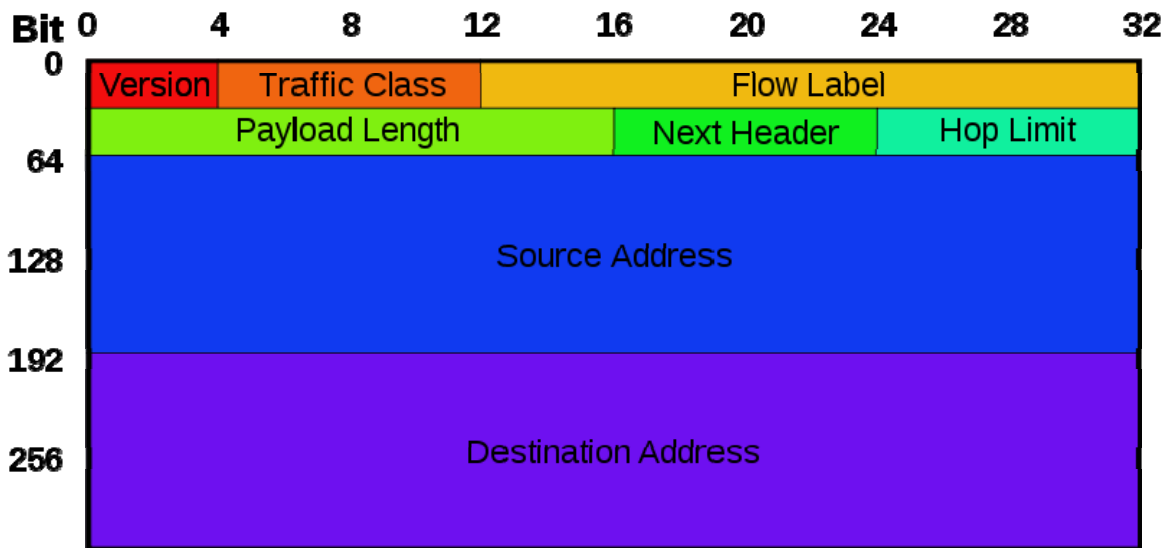 Bit 0 4 8 12 16 20 24 28 32
0
Version Traffic Class Flow Label
Payload Length Next Header Hop Limit
64
128 Source Address
192
256 Destination Address